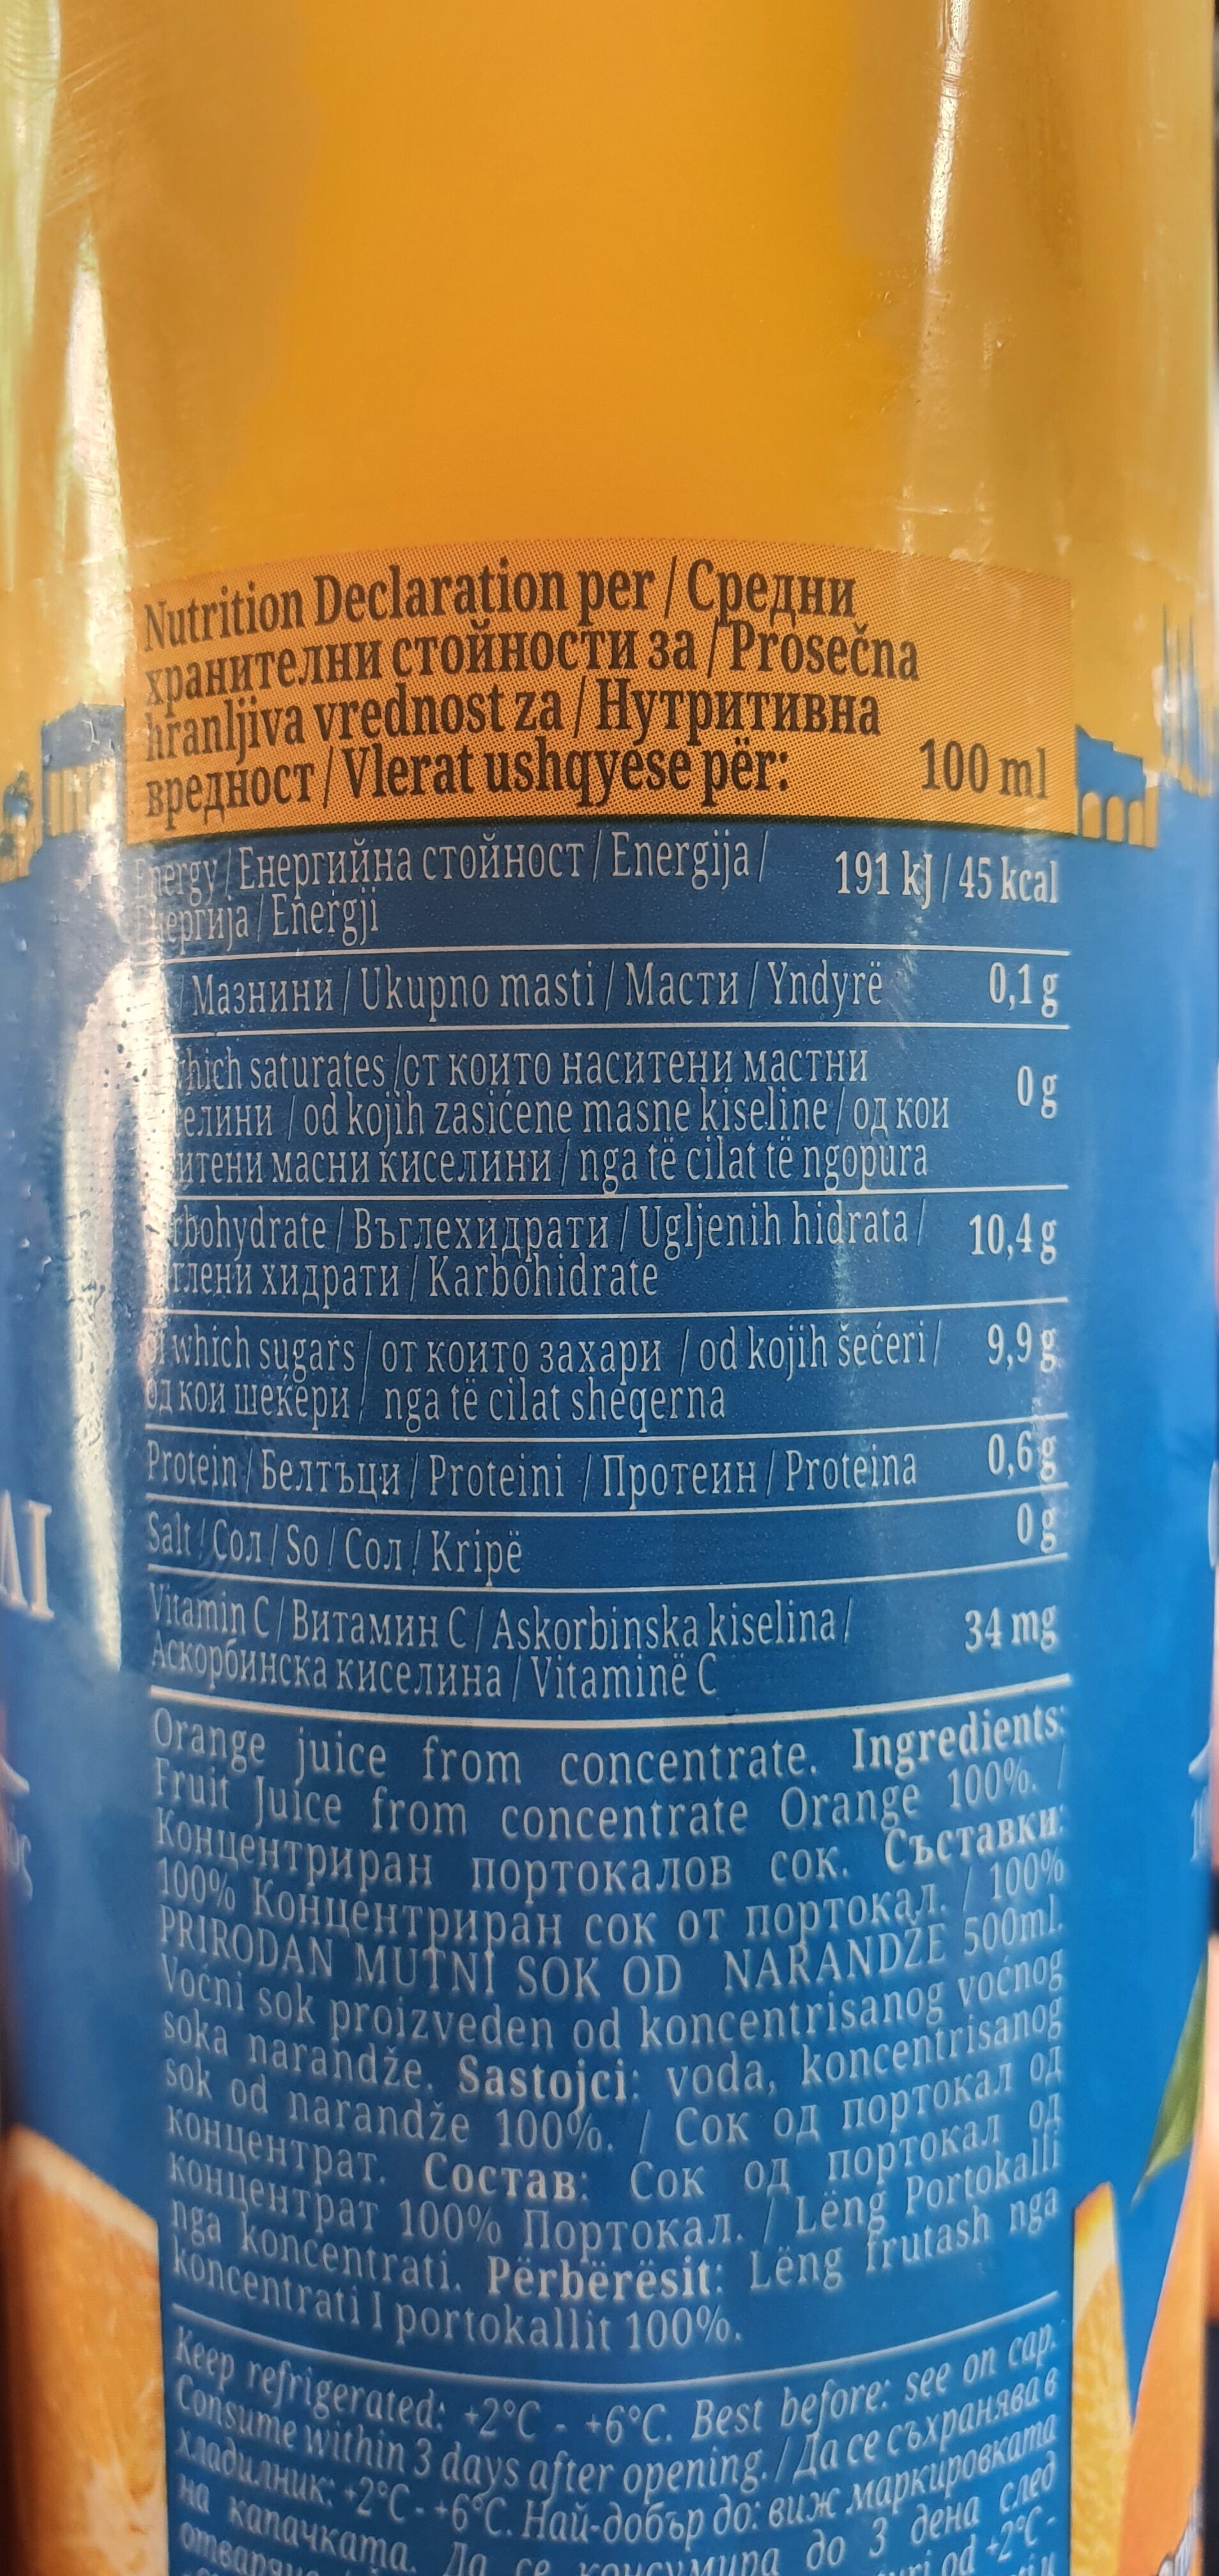 Nutrition Declaration per / Средни
хранителни стойности за / Prosečna
hranljiva vrednost za / Нутритивна
вредност / Vlerat ushqyese për: 100 ml
Energy / Енергийна стойност / Energija / 191 kJ / 45 kcal
Енергија / Energji
/ Мазнини / Ukupno masti / Масти / Yndyrë 0,1 g
which saturates / от които наситени мастни 0 g
/ od kojih zasićene masne kiseline / од кои
масни киселини / nga të cilat të ngopura
/ Въглехидрати / Ugljenih hidrata / 10,4 g
хидрати / Karbohidrate
of which sugars / от които захари / od kojih šećeri / 9,9 g
од кои шеќери / nga të cilat sheqerna
Protein / Белтъци / Proteini / Протеин / Proteina 0,6 g
Salt / Сол / So / Сол / Kripë 0 g
Vitamin C / Витамин C / Askorbinska kiselina / 34 mg
Аскорбинска киселина / Vitaminë C
Orange juice from concentrate. Ingredients:
Fruit Juice from concentrate Orange 100%. /
Концентриран портокалов сок. Съставки:
100% Концентриран сок от портокал. / 100%
PRIRODAN MUTNI SOK OD NARANDŽE 500ml.
Voćni sok proizveden od koncentrisanog voćnog
soka narandže. Sastojci: voda, koncentrisanog
sok od narandže 100%. / Сок од портокал од
концентрат. Состав: Сок од портокал од
концентрат 100% Портокал. / Lëng Portokalli
nga koncentrati. Përbërësit: Lëng frutash nga
koncentrati I portokallit 100%.
Keep refrigerated: +2°C - +6°C. Best before: see on cap.
Consume within 3 days after opening. / Да се съхранява в
хладилник: +2°C - +6°C. Най-добър до: виж маркировката
на капачката. Да се консумира до 3 дена след
od +2°C -